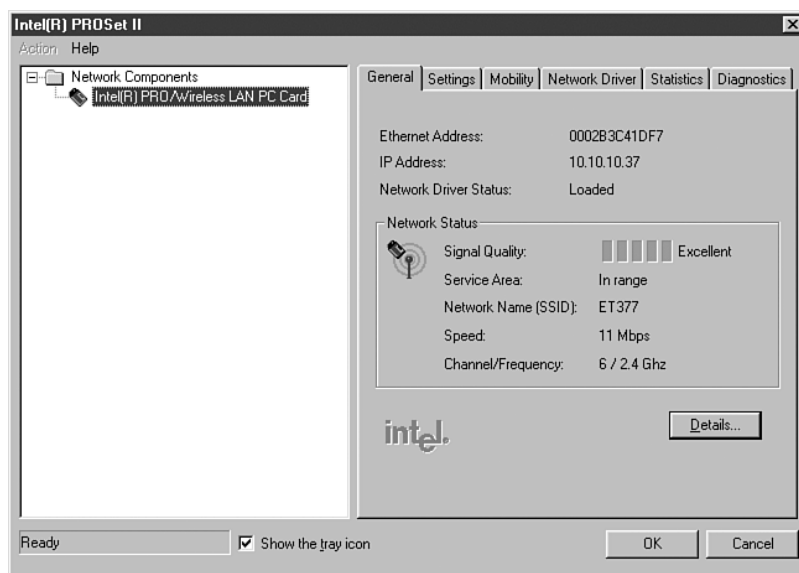 Intel(R) PROSet II
Action Help
Network Components
Intel(R) PRO/Wireless LAN PC Card
General Settings Mobility Network Driver Statistics Diagnostics
Ethernet Address: 0002B3C41DF7
IP Address: 10.10.10.37
Network Driver Status: Loaded
Network Status
Signal Quality: Excellent
Service Area: In range
Network Name (SSID): ET377
Speed: 11 Mbps
Channel/Frequency: 6 / 2.4 Ghz
intel.
Details...
Ready
Show the tray icon
OK Cancel